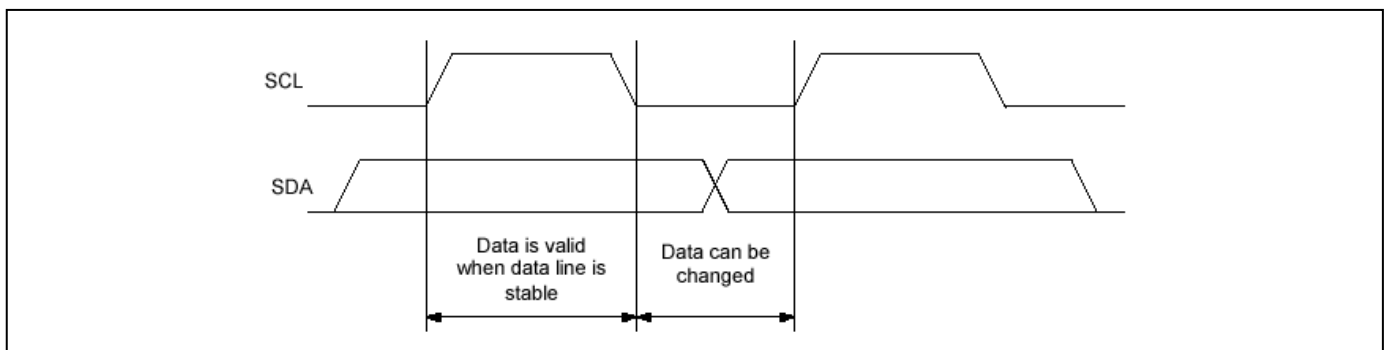 SCL
SDA
Data is valid
when data line is
stable
Data can be
changed